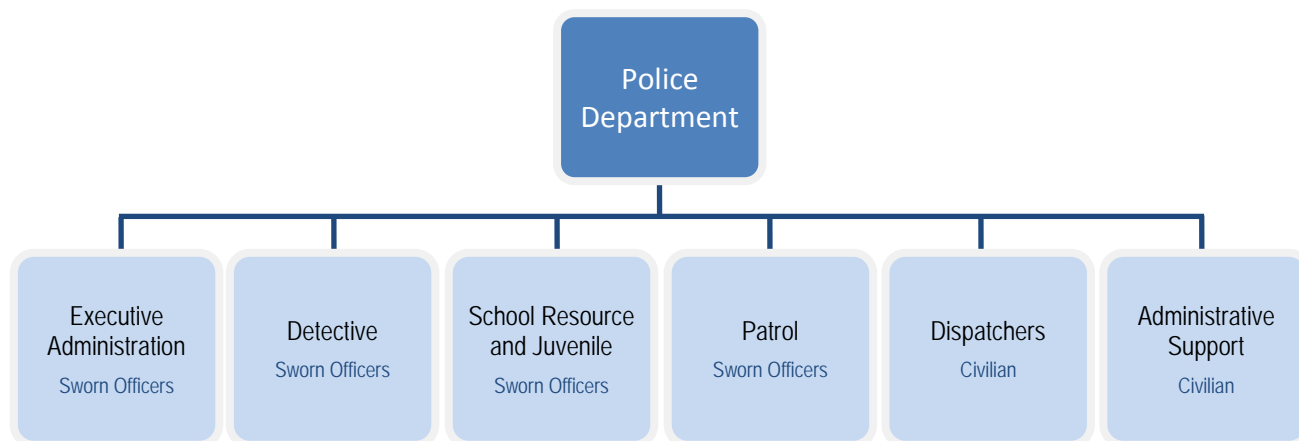 Police
Department
Executive
Administration
Sworn Officers
Detective
Sworn Officers
School Resource
and Juvenile
Sworn Officers
Patrol
Sworn Officers
Dispatchers
Civilian
Administrative
Support
Civilian